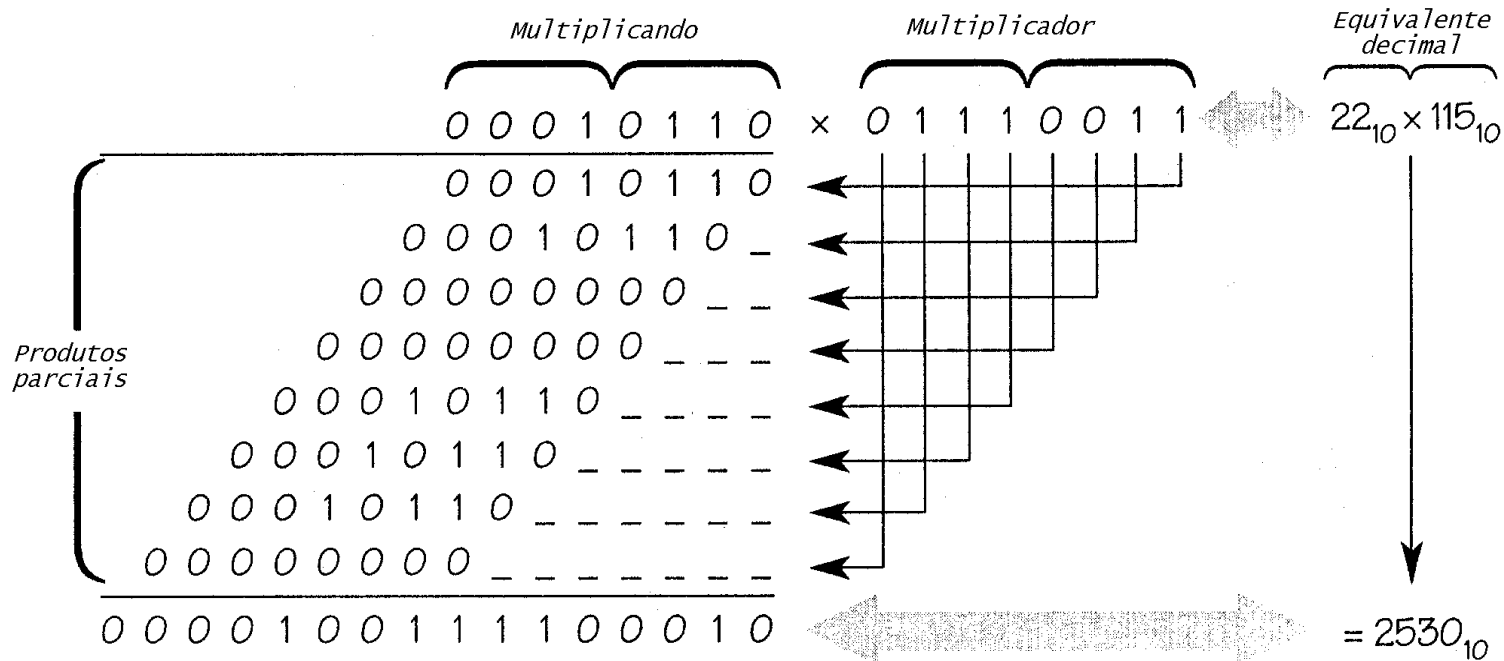 Multiplicando Multiplicador Equivalente decimal
0 0 0 1 0 1 1 0 × 0 1 1 1 0 0 1 1 22₁₀ × 115₁₀
0 0 0 1 0 1 1 0
0 0 0 1 0 1 1 0 _
0 0 0 0 0 0 0 0 _ _
0 0 0 0 0 0 0 0 _ _ _
Produtos parciais
0 0 0 1 0 1 1 0 _ _ _ _
0 0 0 1 0 1 1 0 _ _ _ _ _
0 0 0 1 0 1 1 0 _ _ _ _ _ _
0 0 0 0 0 0 0 0 _ _ _ _ _ _ _
0 0 0 0 1 0 0 1 1 1 1 0 0 0 1 0 = 2530₁₀